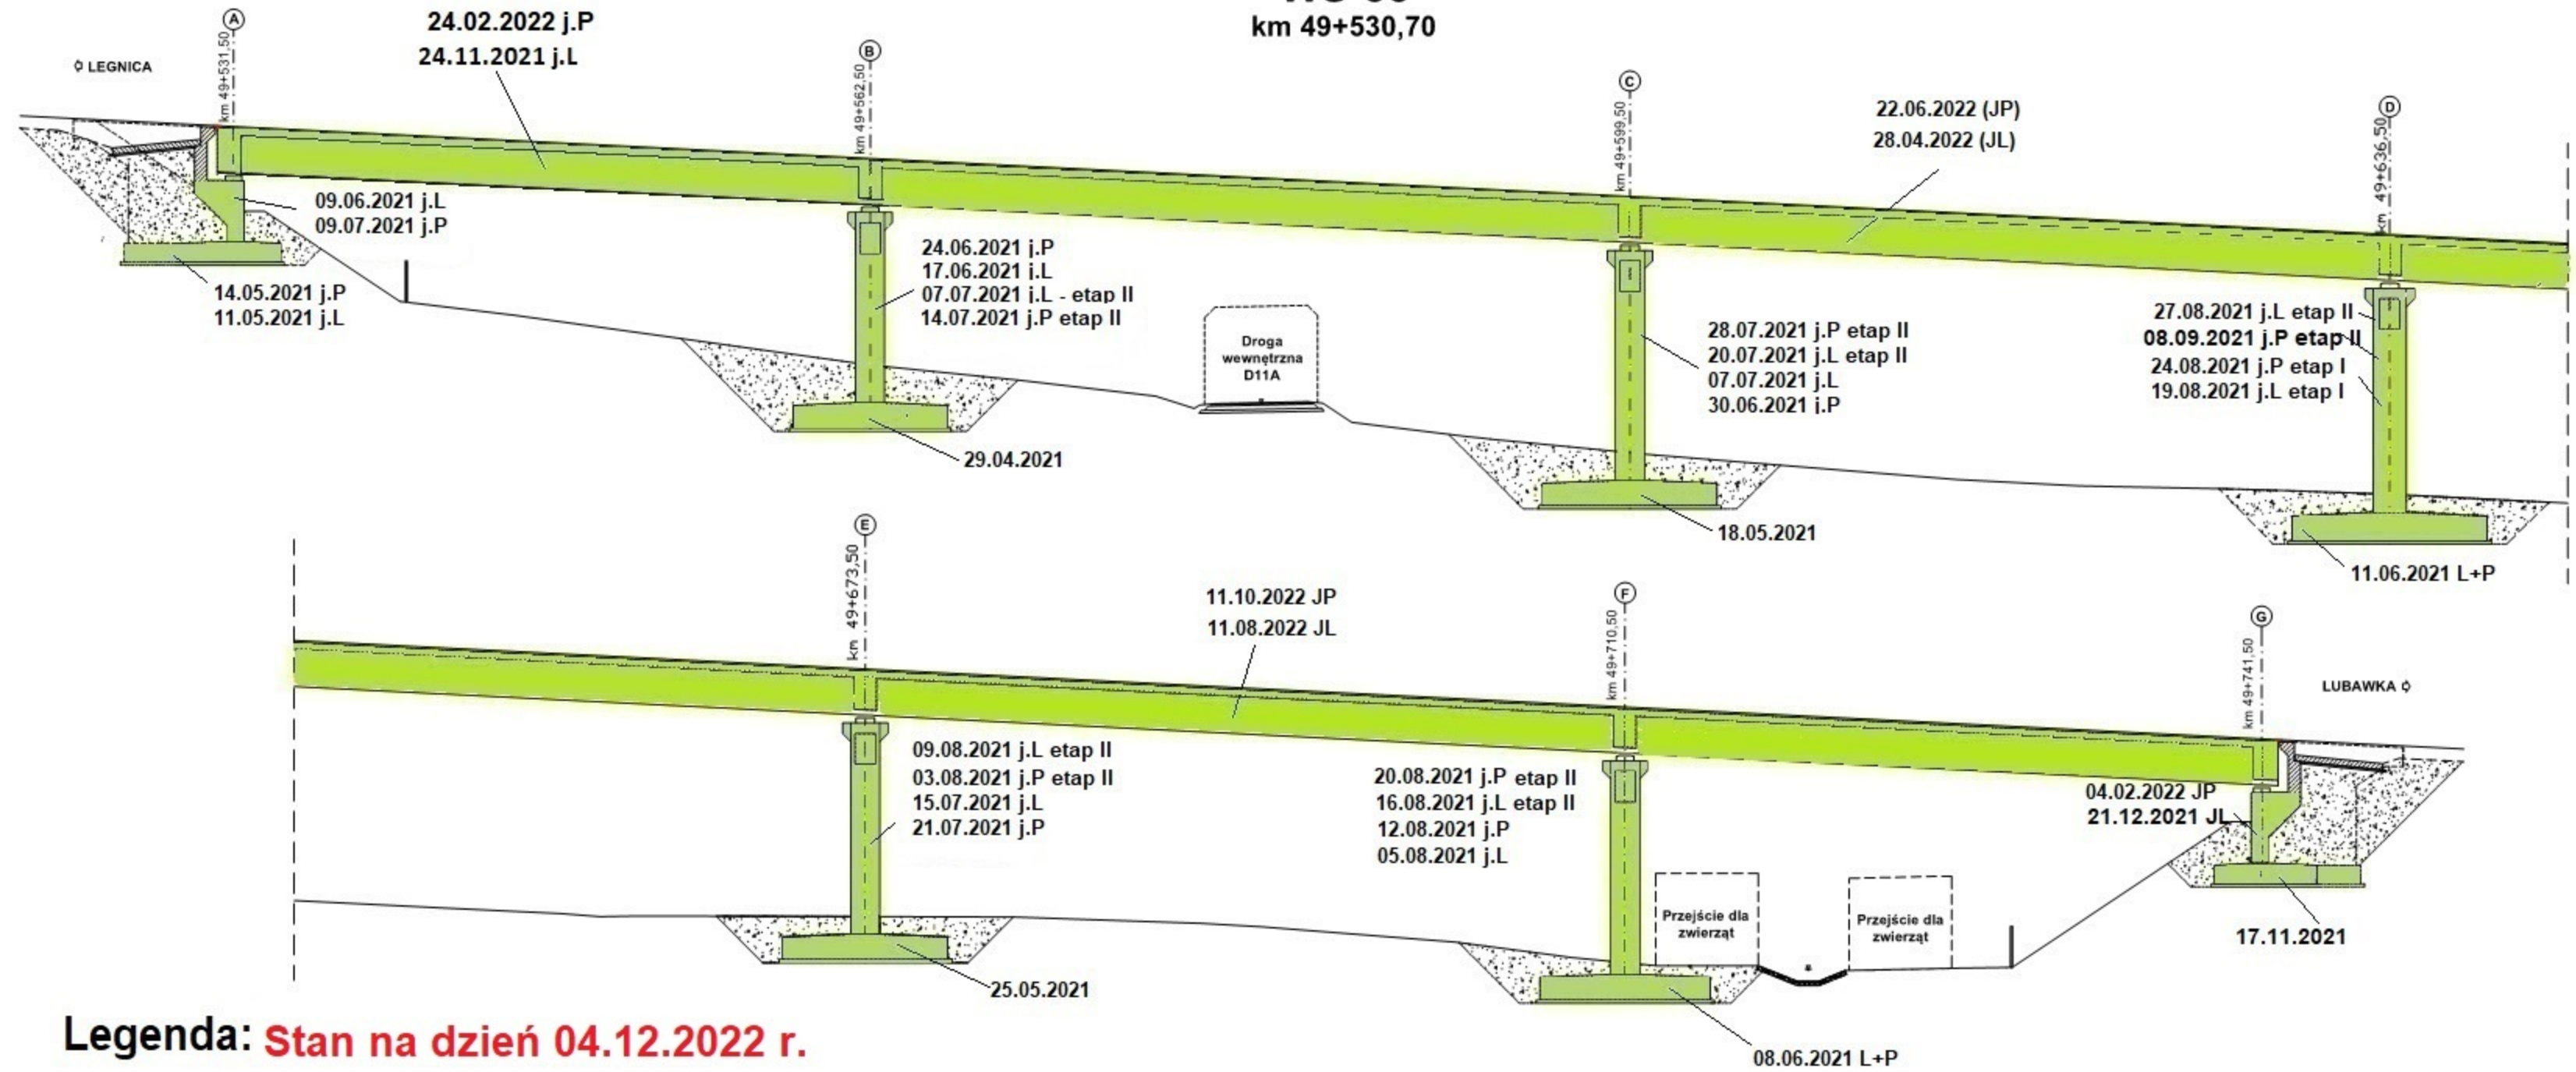 km 49+530,70
A
km 49+531,50
LEGNICA
24.02.2022 j.P
24.11.2021 j.L
B
km 49+562,50
C
km 49+599,50
22.06.2022 (JP)
28.04.2022 (JL)
D
km 49+636,50
09.06.2021 j.L
09.07.2021 j.P
14.05.2021 j.P
11.05.2021 j.L
24.06.2021 j.P
17.06.2021 j.L
07.07.2021 j.L - etap II
14.07.2021 j.P etap II
29.04.2021
Droga
wewnętrzna
D11A
28.07.2021 j.P etap II
20.07.2021 j.L etap II
07.07.2021 j.L
30.06.2021 j.P
18.05.2021
27.08.2021 j.L etap II
08.09.2021 j.P etap II
24.08.2021 j.P etap I
19.08.2021 j.L etap I
11.06.2021 L+P
E
km 49+673,50
11.10.2022 JP
11.08.2022 JL
F
km 49+710,50
G
km 49+741,50
LUBAWKA
09.08.2021 j.L etap II
03.08.2021 j.P etap II
15.07.2021 j.L
21.07.2021 j.P
25.05.2021
20.08.2021 j.P etap II
16.08.2021 j.L etap II
12.08.2021 j.P
05.08.2021 j.L
Przejście dla
zwierząt
Przejście dla
zwierząt
04.02.2022 JP
21.12.2021 JL
17.11.2021
08.06.2021 L+P
Legenda: Stan na dzień 04.12.2022 r.